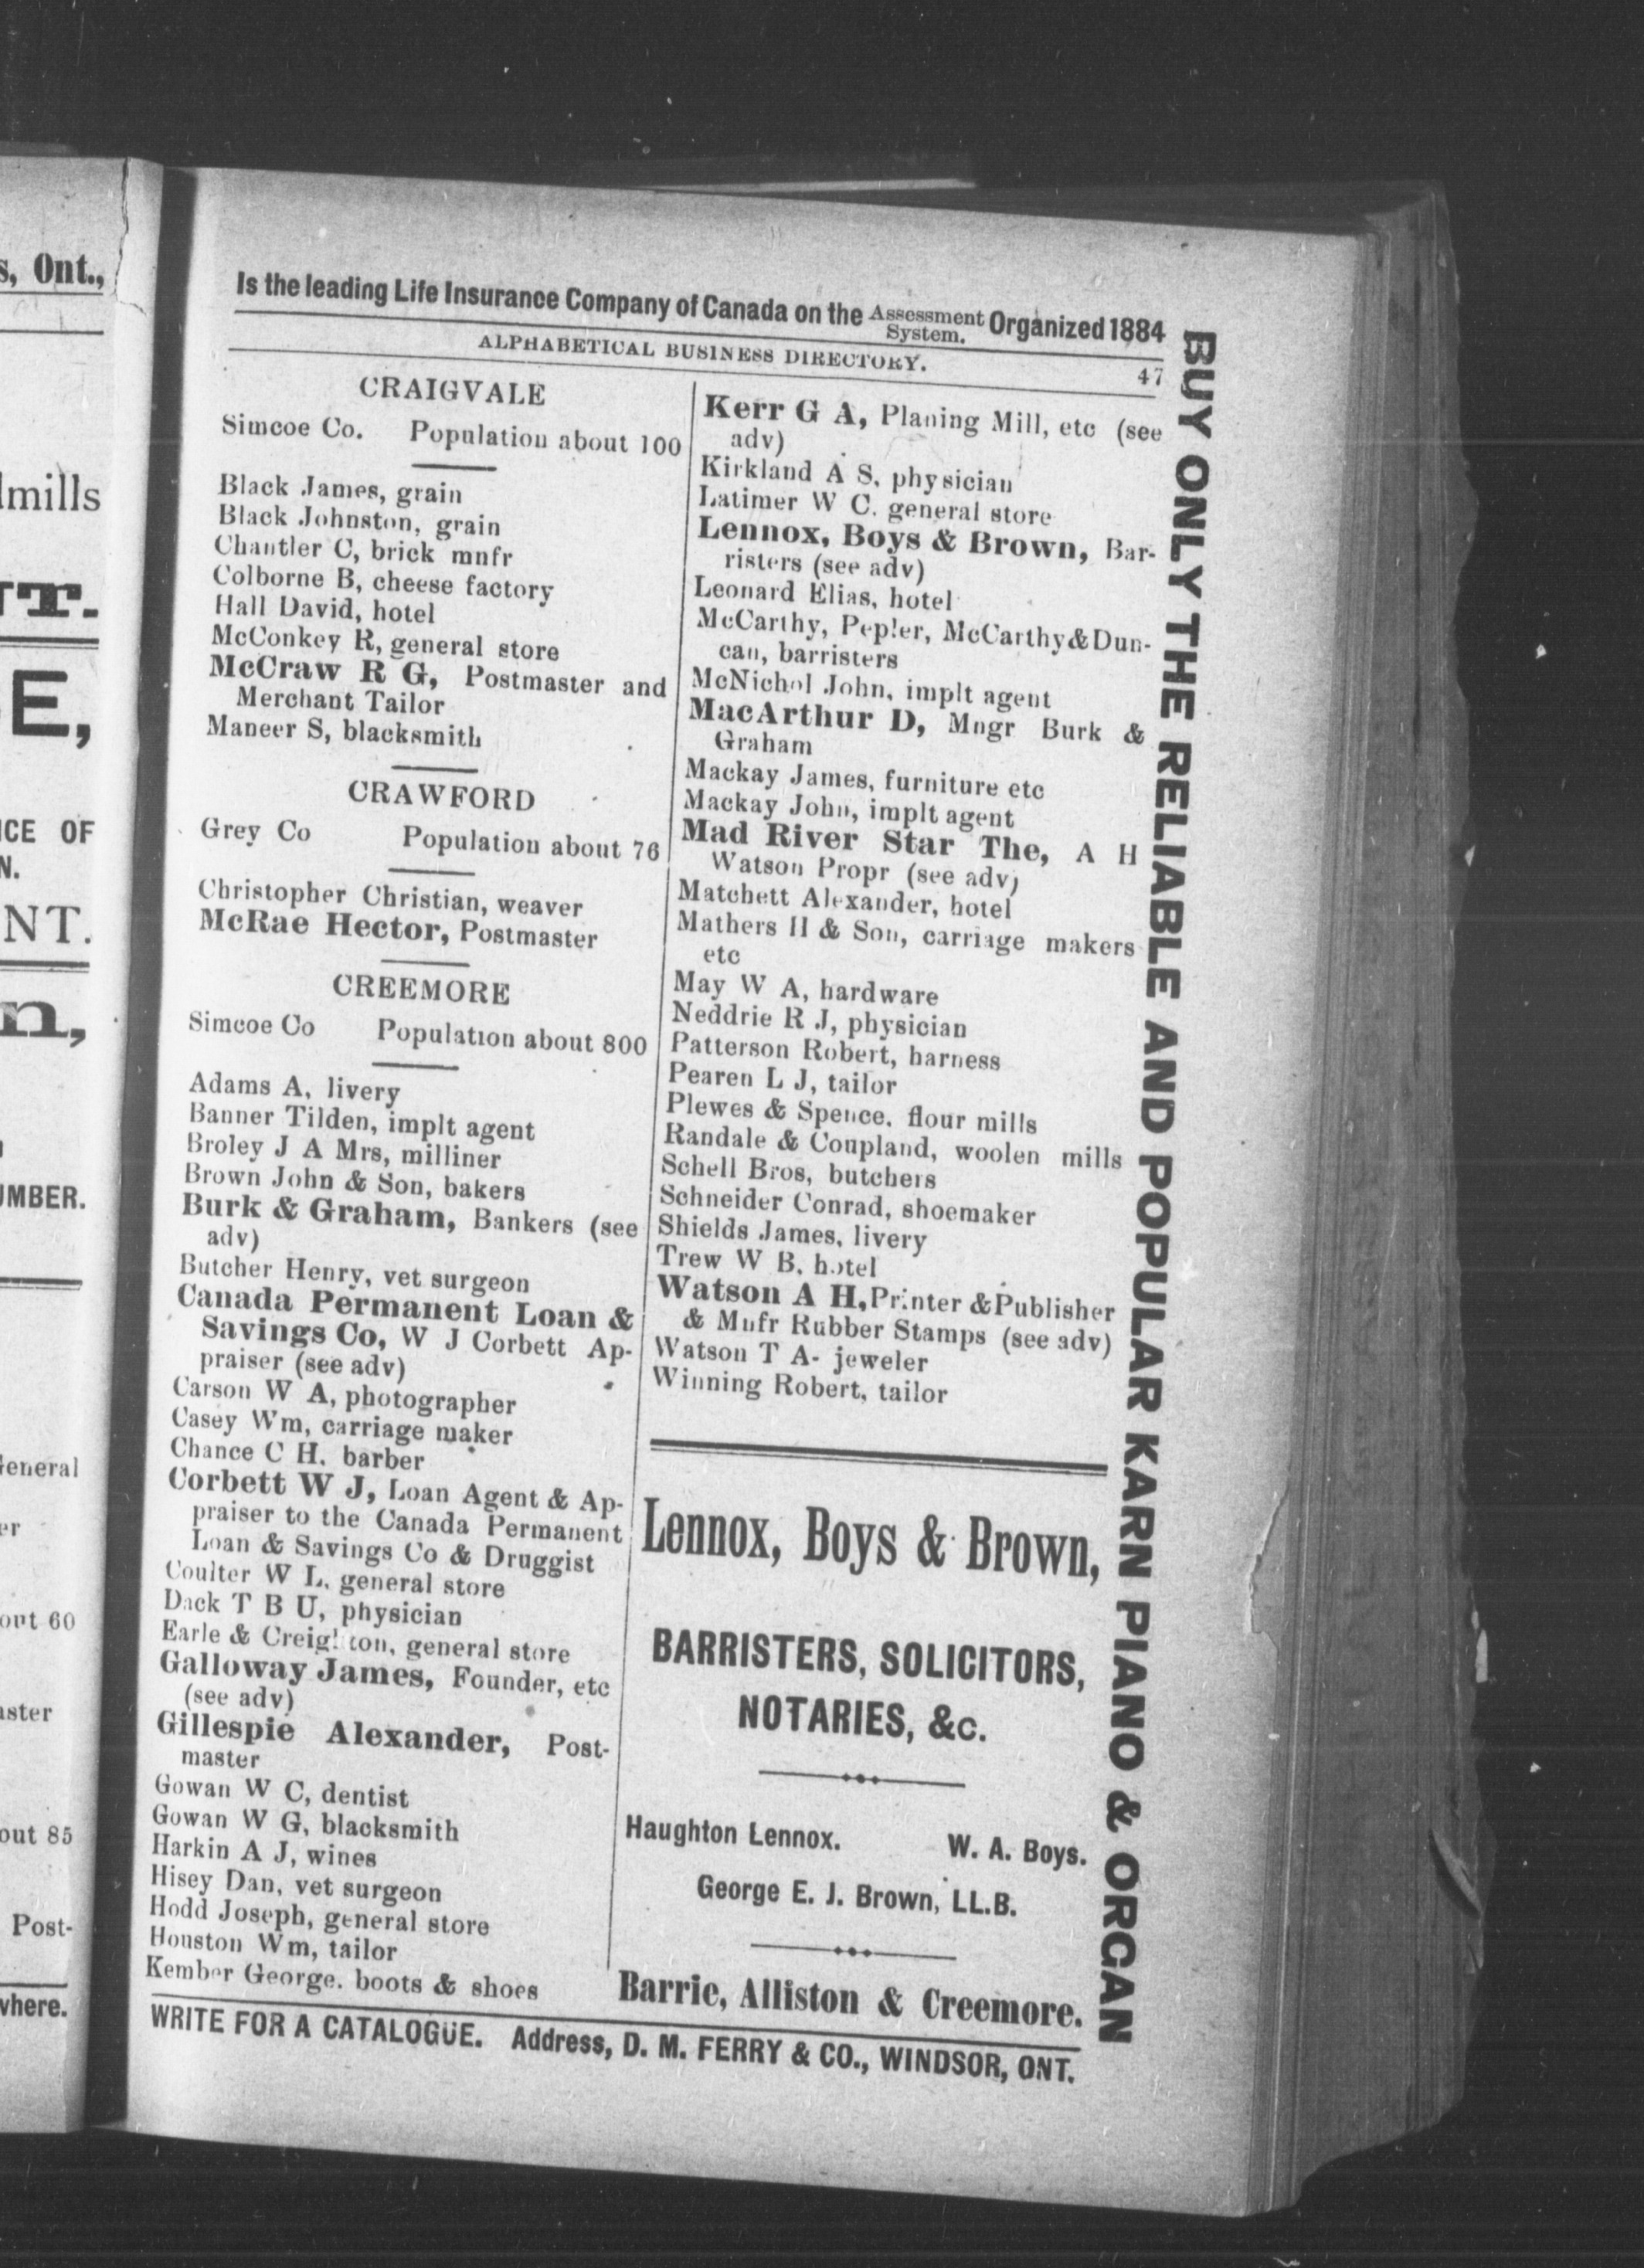 s, Ont.,
mills
TT.
E,
ICE OF
N.
NT.
n,
UMBER.
eneral
er
out 60
aster
out 85
Post-
where.
Is the leading Life Insurance Company of Canada on the Assessment System. Organized 1884
ALPHABETICAL BUSINESS DIRECTORY. 47
CRAIGVALE
Simcoe Co. Population about 100
Black James, grain
Black Johnston, grain
Chantler C, brick mnfr
Colborne B, cheese factory
Hall David, hotel
McConkey R, general store
McCraw R G, Postmaster and
Merchant Tailor
Maneer S, blacksmith
CRAWFORD
Grey Co Population about 76
Christopher Christian, weaver
McRae Hector, Postmaster
CREEMORE
Simcoe Co Population about 800
Adams A, livery
Banner Tilden, implt agent
Broley J A Mrs, milliner
Brown John & Son, bakers
Burk & Graham, Bankers (see
adv)
Butcher Henry, vet surgeon
Canada Permanent Loan &
Savings Co, W J Corbett Ap-
praiser (see adv)
Carson W A, photographer
Casey Wm, carriage maker
Chance C H. barber
Corbett W J, Loan Agent & Ap-
praiser to the Canada Permanent
Loan & Savings Co & Druggist
Coulter W L. general store
Dack T B U, physician
Earle & Creighton, general store
Galloway James, Founder, etc
(see adv)
Gillespie Alexander, Post-
master
Gowan W C, dentist
Gowan W G, blacksmith
Harkin A J, wines
Hisey Dan, vet surgeon
Hodd Joseph, general store
Houston Wm, tailor
Kember George. boots & shoes
Kerr G A, Planing Mill, etc (see
adv)
Kirkland A S, physician
Latimer W C. general store
Lennox, Boys & Brown, Bar-
risters (see adv)
Leonard Elias, hotel
McCarthy, Pepler, McCarthy & Dun-
can, barristers
McNichol John, implt agent
MacArthur D, Mngr Burk &
Graham
Mackay James, furniture etc
Mackay John, implt agent
Mad River Star The, A H
Watson Propr (see adv)
Matchett Alexander, hotel
Mathers H & Son, carriage makers
etc
May W A, hardware
Neddrie R J, physician
Patterson Robert, harness
Pearen L J, tailor
Plewes & Spence. flour mills
Randale & Coupland, woolen mills
Schell Bros, butchers
Schneider Conrad, shoemaker
Shields James, livery
Trew W B, hotel
Watson A H, Printer & Publisher
& Mnfr Rubber Stamps (see adv)
Watson T A- jeweler
Winning Robert, tailor
Lennox, Boys & Brown,
BARRISTERS, SOLICITORS,
NOTARIES, &c.
Haughton Lennox. W. A. Boys.
George E. J. Brown, LL.B.
Barrie, Alliston & Creemore.
WRITE FOR A CATALOGUE. Address, D. M. FERRY & CO., WINDSOR, ONT.
BUY ONLY THE RELIABLE AND POPULAR KARN PIANO & ORGAN